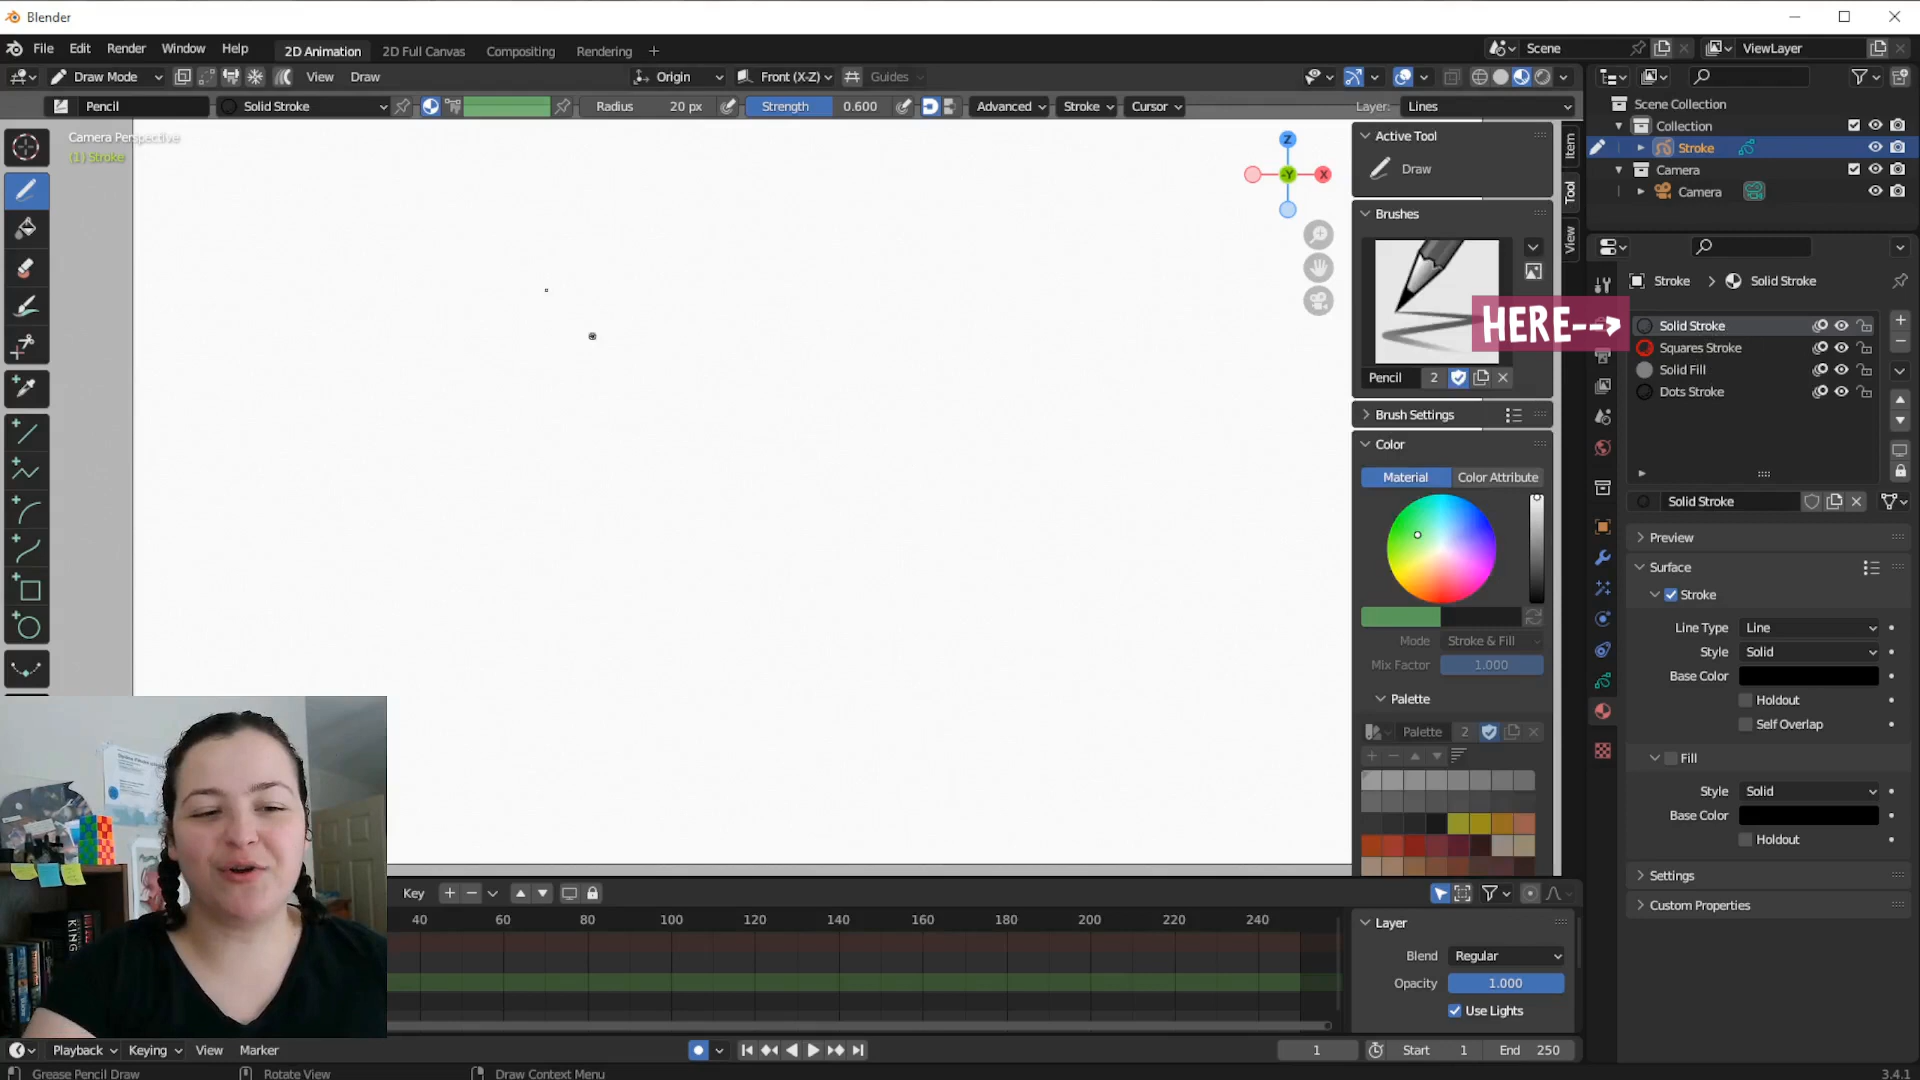 Blender
File Edit Render Window Help 2D Animation 2D Full Canvas Compositing Rendering + Scene ViewLayer
Draw Mode View Draw Origin Front (X-Z) Guides
Pencil Solid Stroke Radius 20 px Strength 0.600 Advanced Stroke Cursor Layer: Lines
Camera Perspective
(1) Stroke
Z
-Y
X
Item
Tool
View
Active Tool
Draw
Brushes
Pencil 2
Brush Settings
Color
Material Color Attribute
Mode Stroke & Fill
Mix Factor 1.000
Palette
Palette 2
Scene Collection
Collection
Stroke
Camera
Camera
Stroke > Solid Stroke
HERE-->
Solid Stroke
Squares Stroke
Solid Fill
Dots Stroke
Solid Stroke
Preview
Surface
Stroke
Line Type Line
Style Solid
Base Color
Holdout
Self Overlap
Fill
Style Solid
Base Color
Holdout
Settings
Custom Properties
KING
Key
40 60 80 100 120 140 160 180 200 220 240
Layer
Blend Regular
Opacity 1.000
Use Lights
Playback Keying View Marker 1 Start 1 End 250
Grease Pencil Draw Rotate View Draw Context Menu 3.4.1